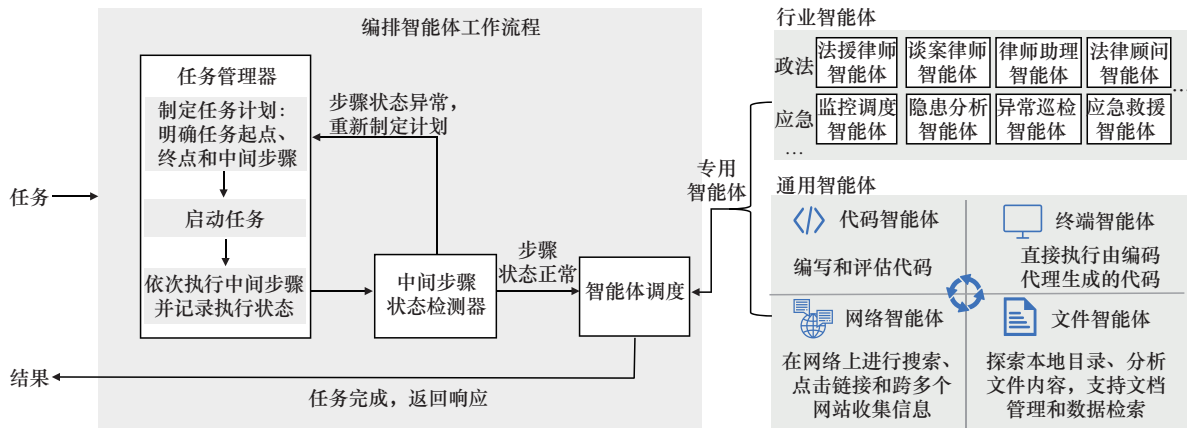 编排智能体工作流程
任务管理器
制定任务计划：
明确任务起点、
终点和中间步骤
启动任务
依次执行中间步骤
并记录执行状态
任务
结果
步骤状态异常，
重新制定计划
中间步骤
状态检测器
步骤
状态正常
智能体调度
任务完成，返回响应
专用
智能体
行业智能体
政法
法援律师
智能体
谈案律师
智能体
律师助理
智能体
法律顾问
智能体
…
应急
监控调度
智能体
隐患分析
智能体
异常巡检
智能体
应急救援
智能体
…
通用智能体
代码智能体
编写和评估代码
终端智能体
直接执行由编码
代理生成的代码
网络智能体
在网络上进行搜索、
点击链接和跨多个
网站收集信息
文件智能体
探索本地目录、分析
文件内容，支持文档
管理和数据检索